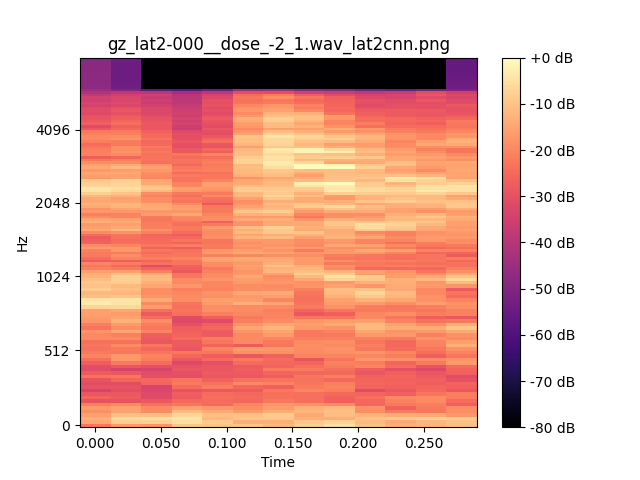 gz_lat2-000__dose_-2_1.wav_lat2cnn.png
+0 dB
4096
-10 dB
-20 dB
2048
-30 dB
Hz
1024
-40 dB
-50 dB
512
-60 dB
-70 dB
0
-80 dB
0.000 0.050 0.100 0.150 0.200 0.250
Time